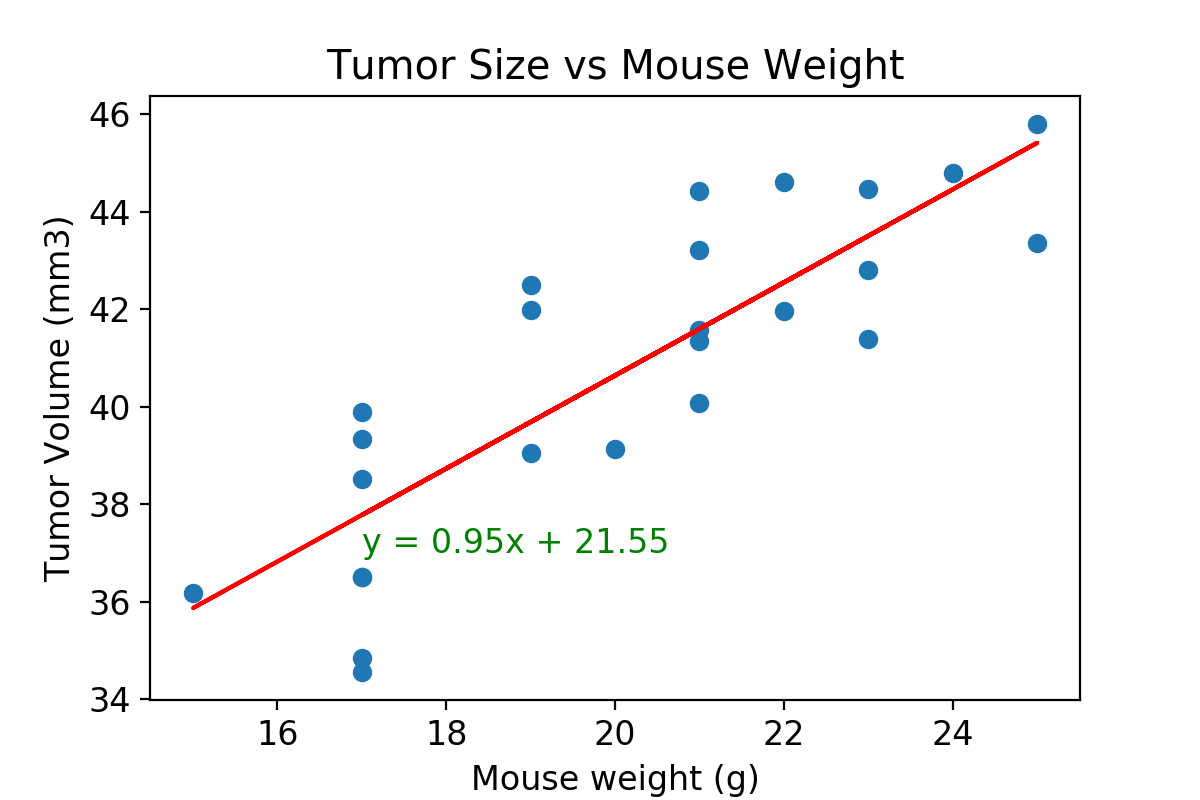 Tumor Size vs Mouse Weight
46
44
42
40
38
36
34
Tumor Volume (mm3)
y = 0.95x + 21.55
16 18 20 22 24
Mouse weight (g)